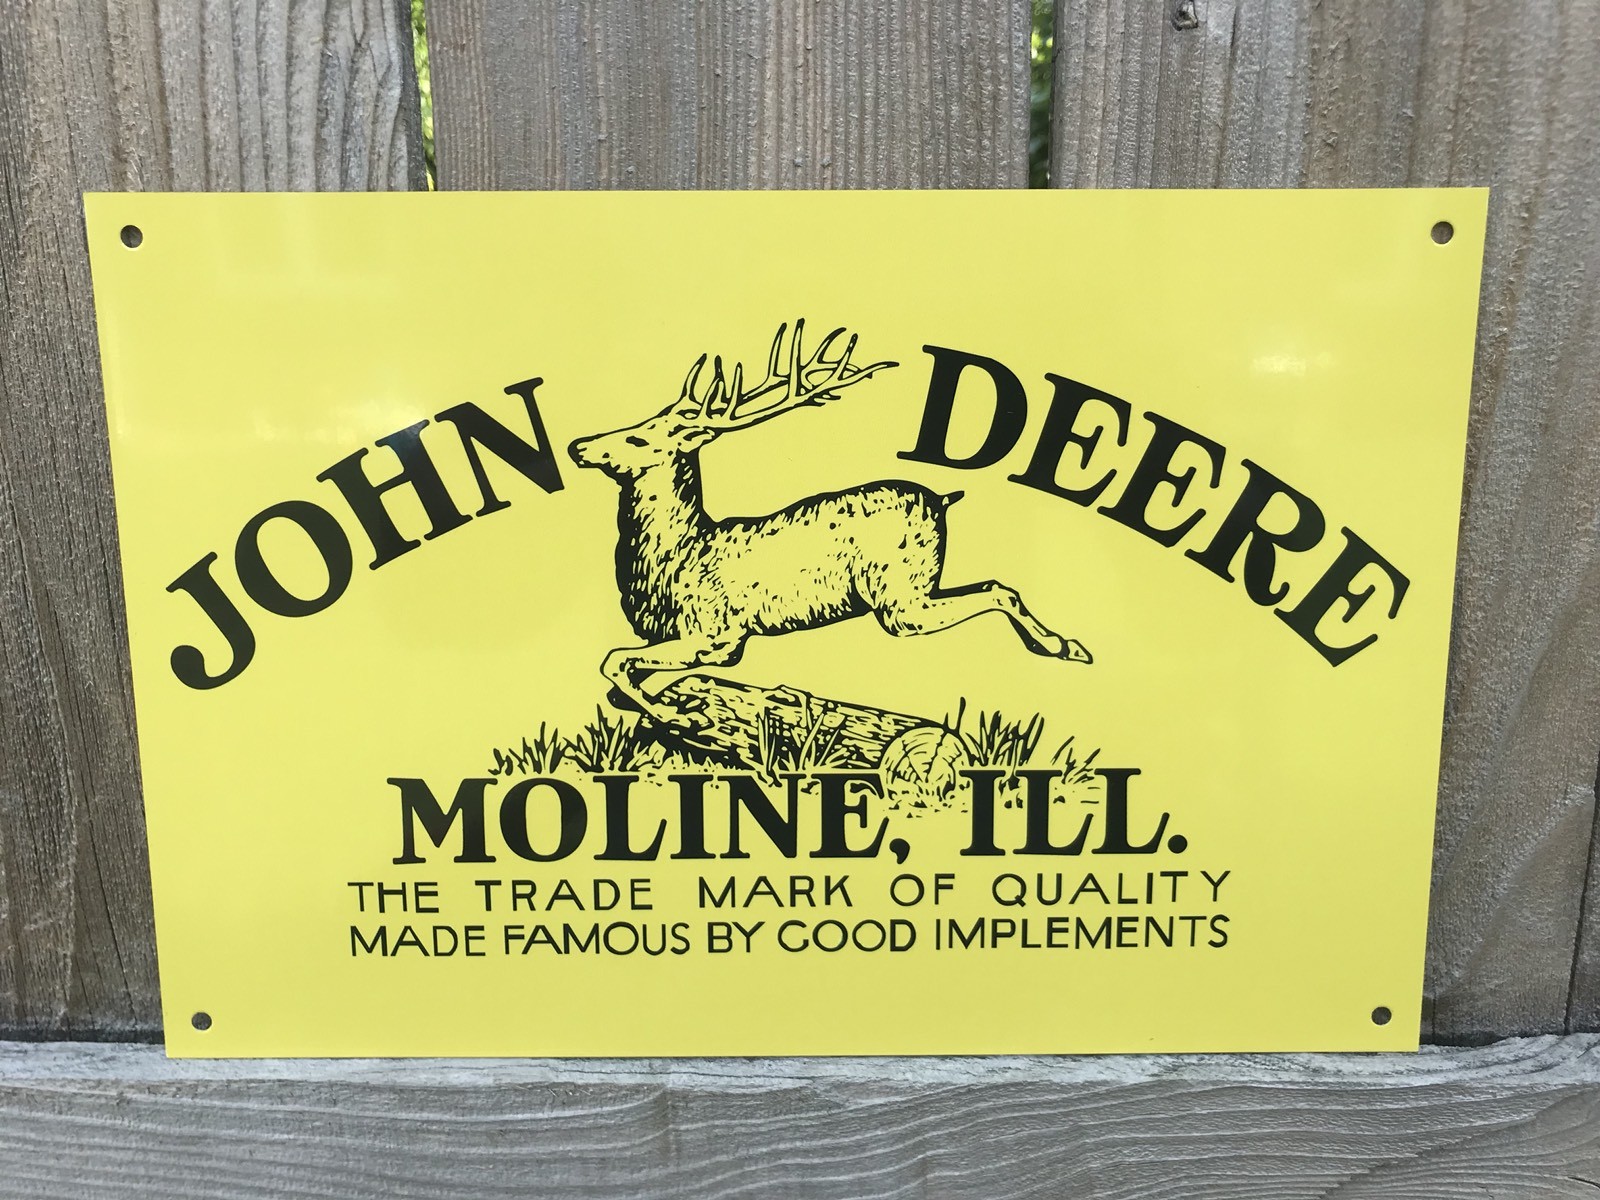 JOHN DEERE
MOLINE, ILL.
THE TRADE MARK OF QUALITY
MADE FAMOUS BY GOOD IMPLEMENTS